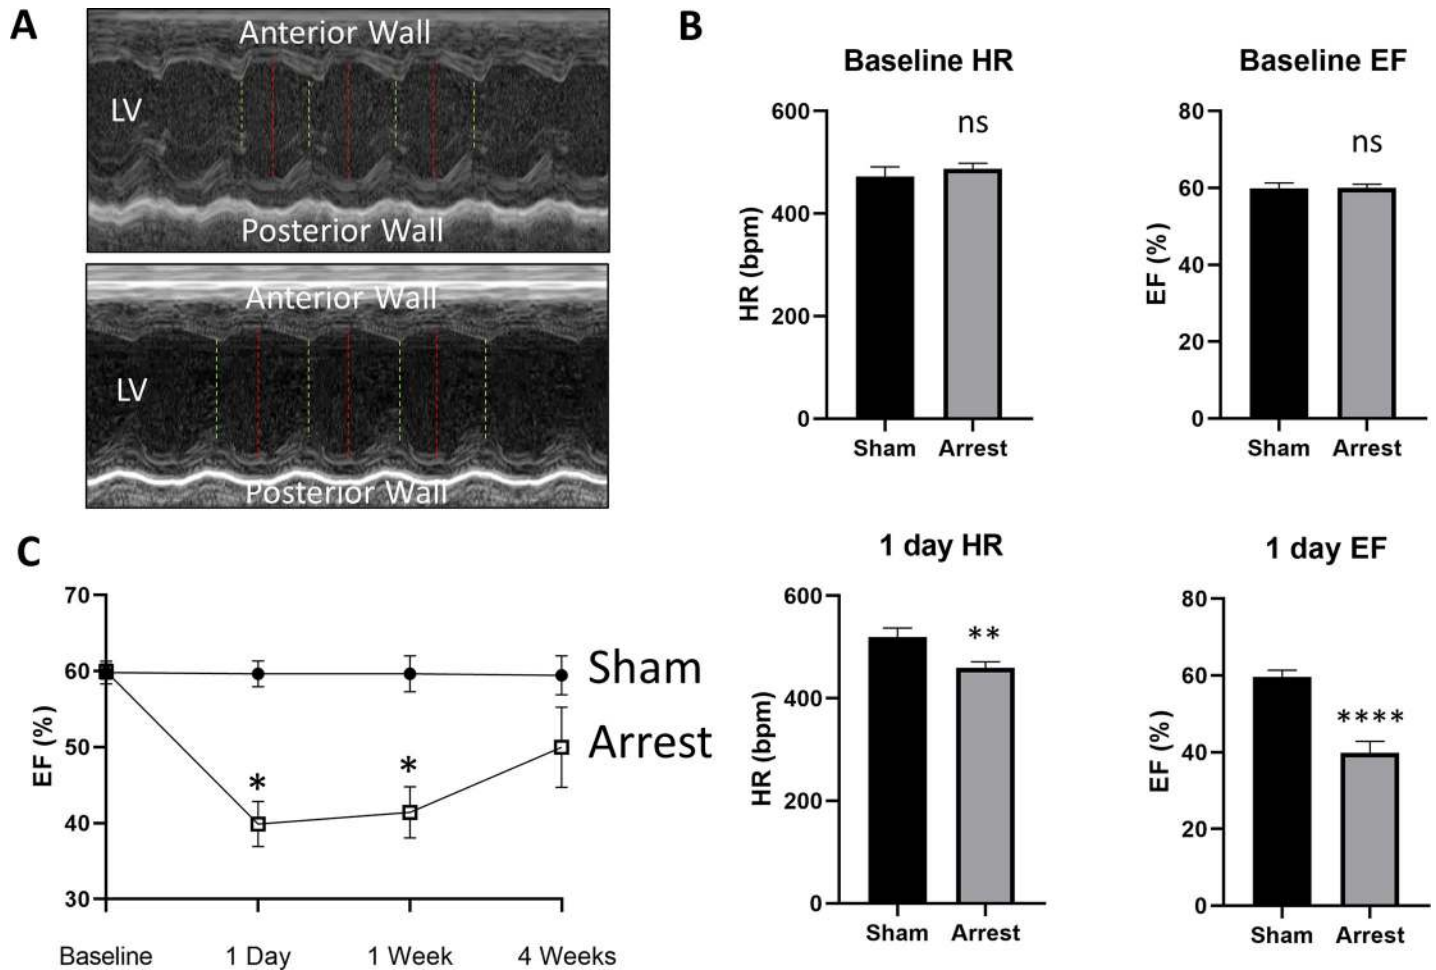 A
Anterior Wall
LV
Posterior Wall
Anterior Wall
LV
Posterior Wall
B
Baseline HR
600
400
200
0
HR (bpm)
ns
Sham Arrest
Baseline EF
80
60
40
20
0
EF (%)
ns
Sham Arrest
C
70
60
50
40
30
EF (%)
Sham
Arrest
*
*
Baseline 1 Day 1 Week 4 Weeks
1 day HR
600
400
200
0
HR (bpm)
**
Sham Arrest
1 day EF
80
60
40
20
0
EF (%)
****
Sham Arrest